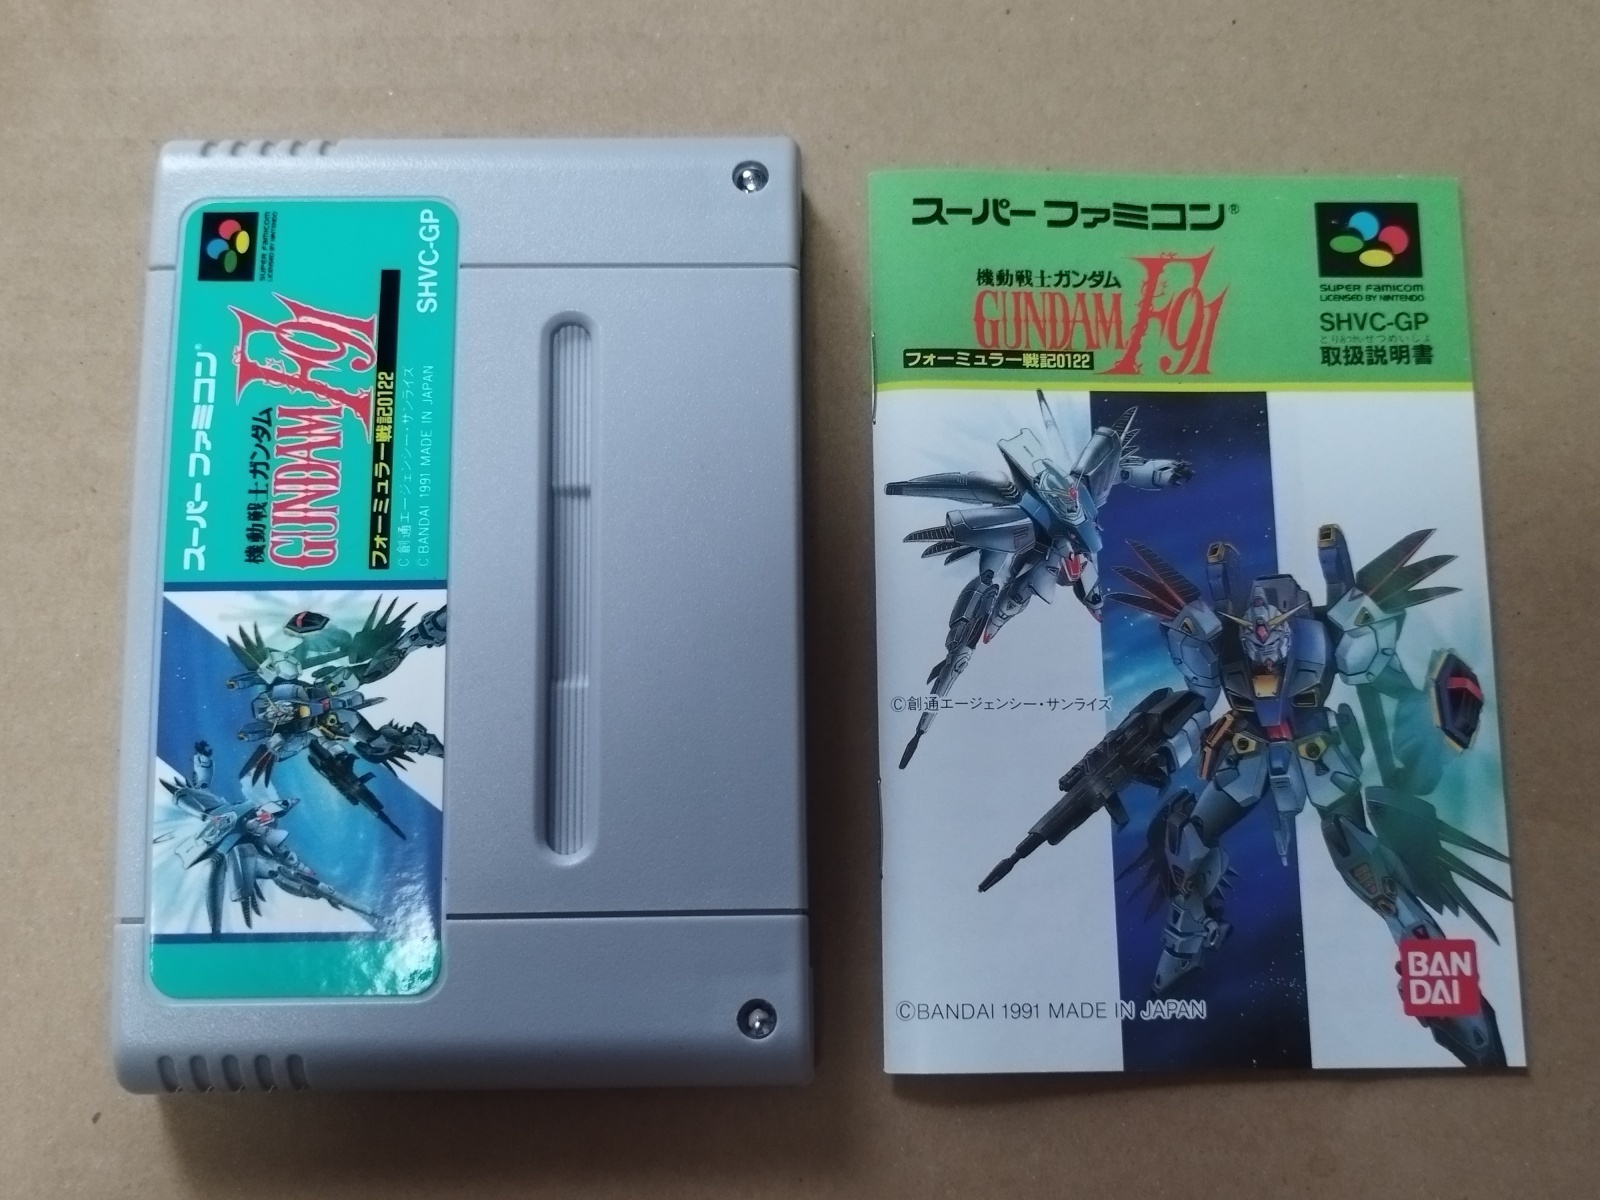 SUPER Famicom
LICENSED BY NINTENDO
SHVC-GP
スーパーファミコン®
機動戦士ガンダム
GUNDAM F91
フォーミュラー戦記0122
©創通エージェンシー・サンライズ
©BANDAI 1991 MADE IN JAPAN
スーパーファミコン®
機動戦士ガンダム
GUNDAM F91
フォーミュラー戦記0122
SUPER Famicom
LICENSED BY NINTENDO
SHVC-GP
とりあつかいせつめいしょ
取扱説明書
©創通エージェンシー・サンライズ
©BANDAI 1991 MADE IN JAPAN
BAN
DAI